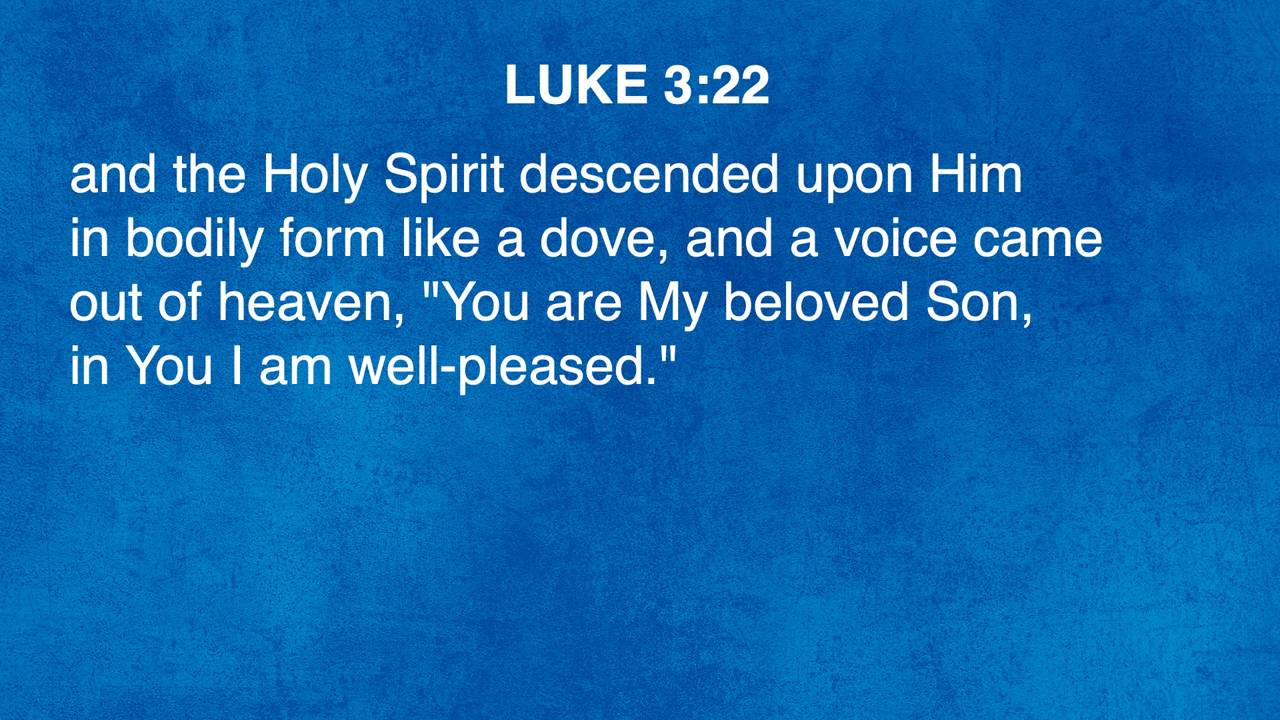 LUKE 3:22
and the Holy Spirit descended upon Him
in bodily form like a dove, and a voice came
out of heaven, "You are My beloved Son,
in You I am well-pleased."